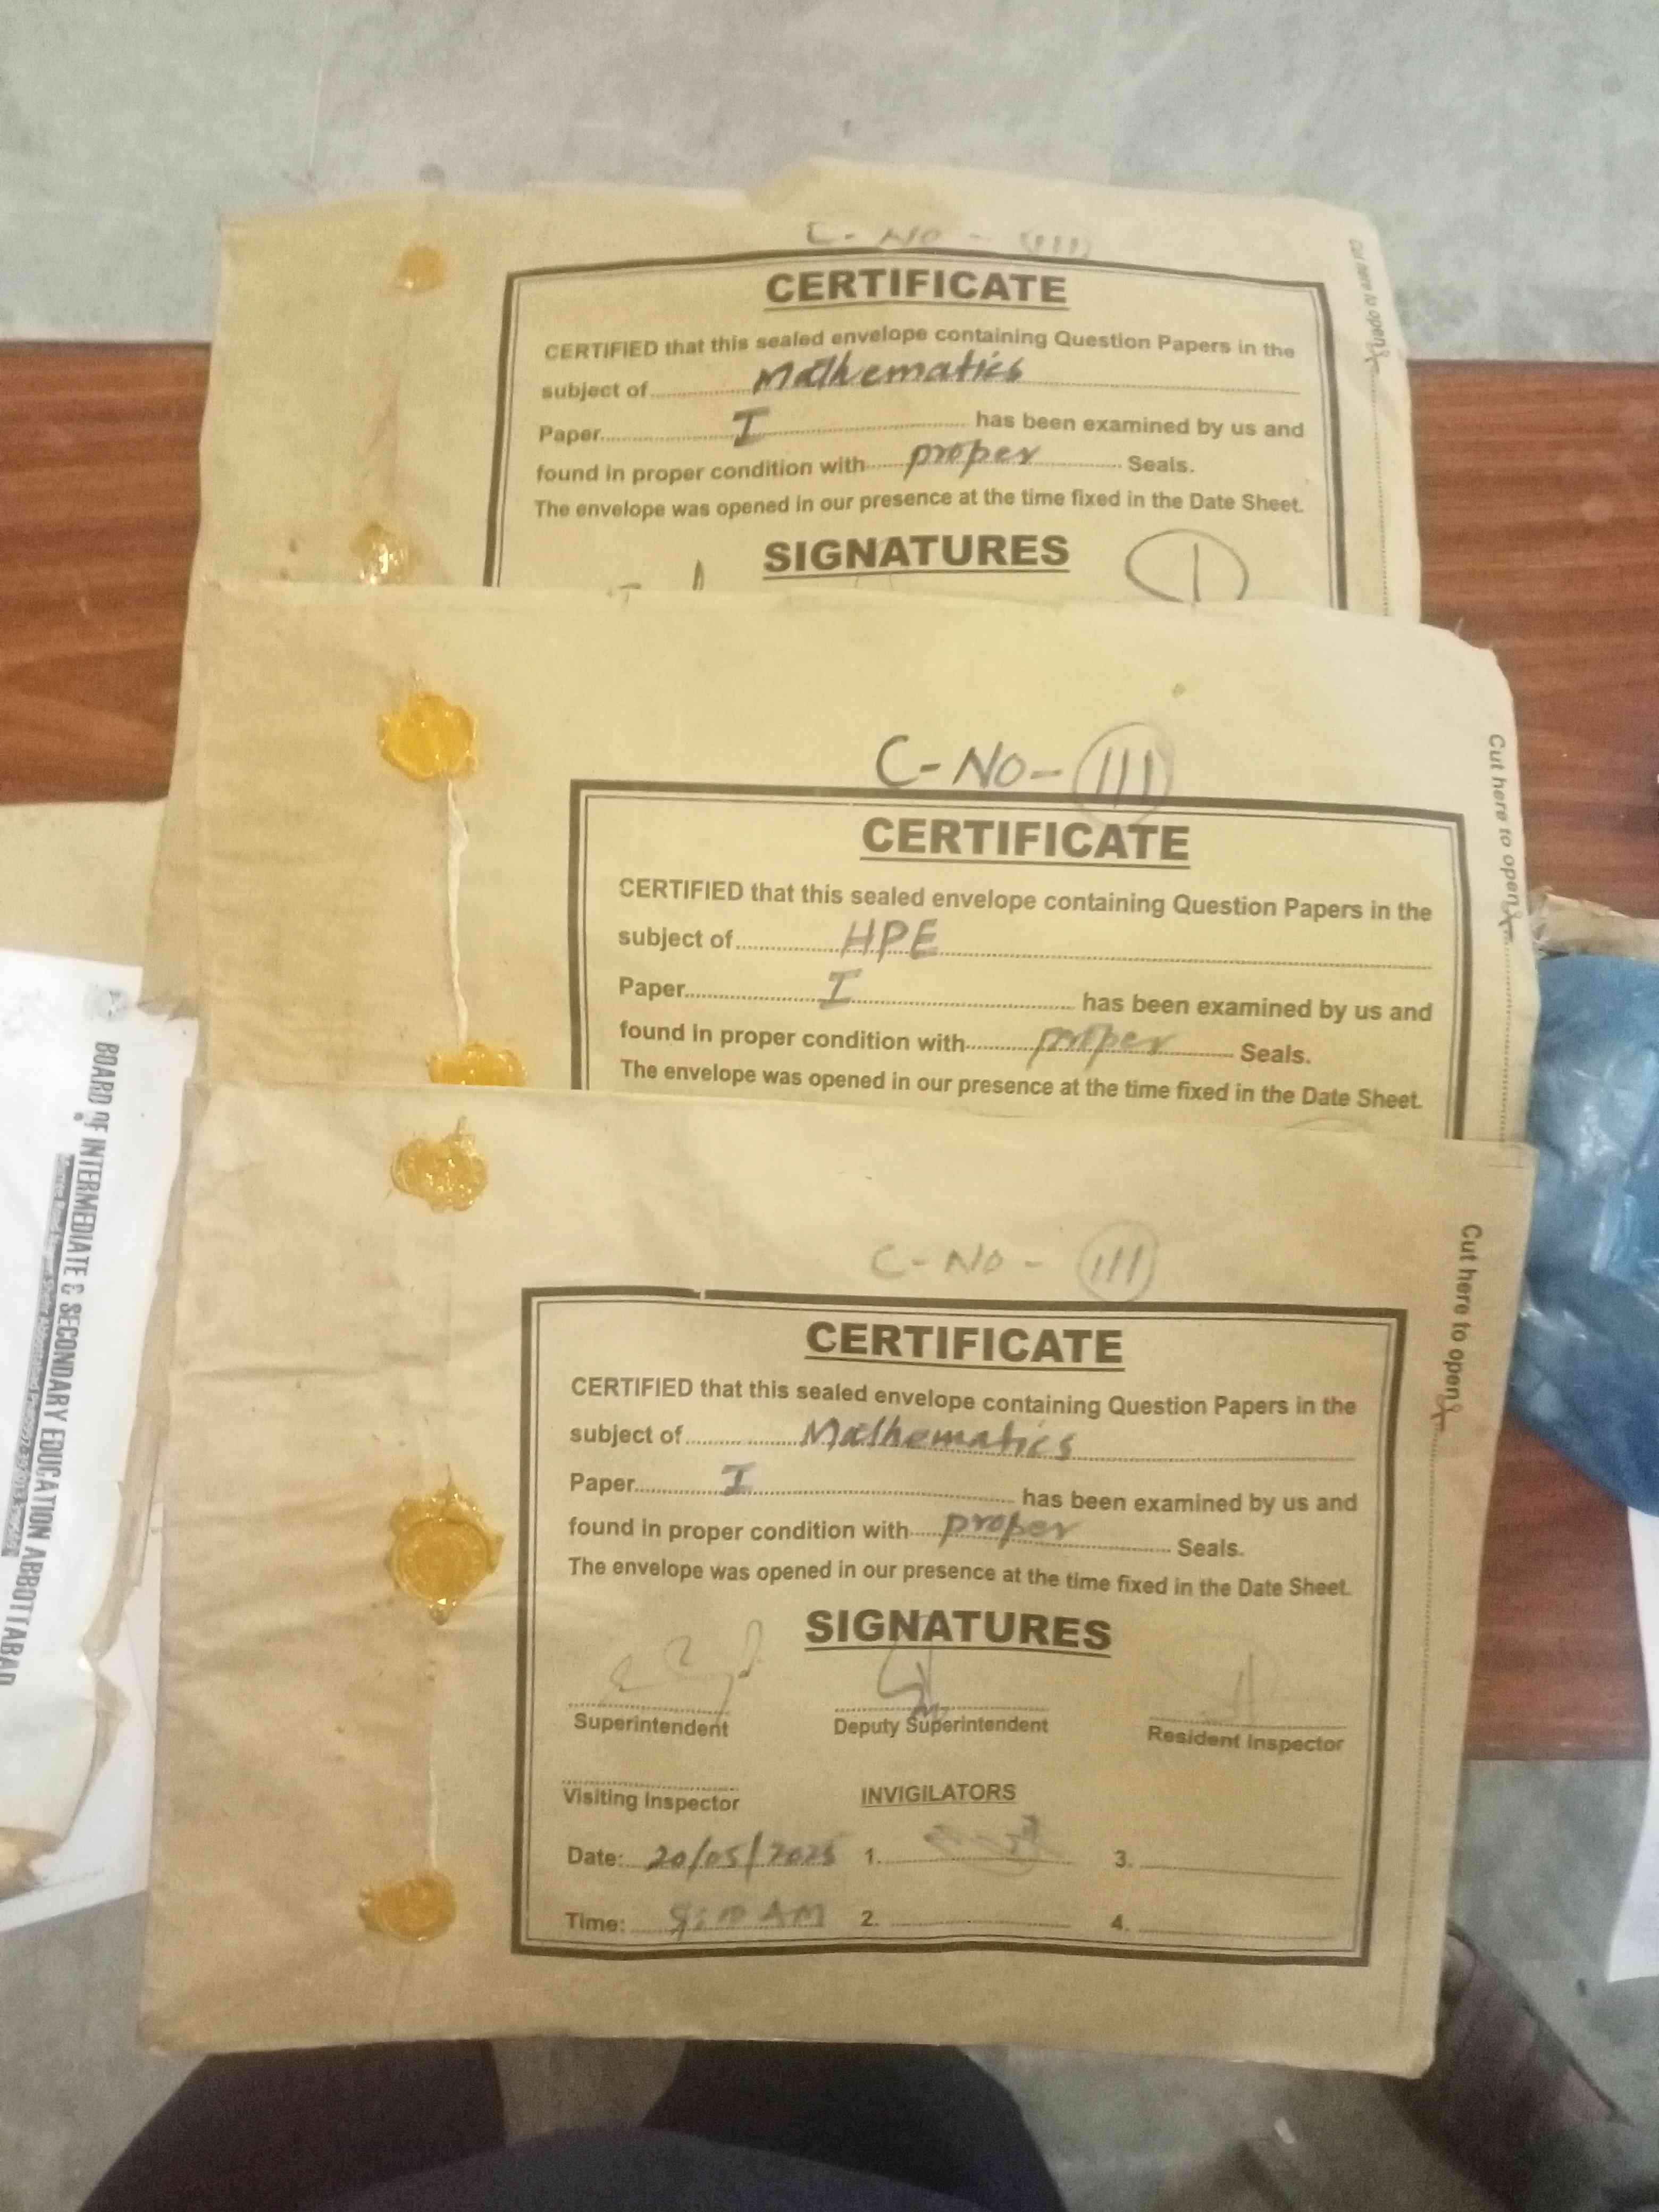 C- No - (111)
CERTIFICATE
CERTIFIED that this sealed envelope containing Question Papers in the
subject of Mathematics
Paper I has been examined by us and
found in proper condition with proper Seals.
The envelope was opened in our presence at the time fixed in the Date Sheet.
SIGNATURES
Cut here to open
C- No- (111)
CERTIFICATE
CERTIFIED that this sealed envelope containing Question Papers in the
subject of HPE
Paper I has been examined by us and
found in proper condition with proper Seals.
The envelope was opened in our presence at the time fixed in the Date Sheet.
Cut here to open
C- No - (111)
CERTIFICATE
CERTIFIED that this sealed envelope containing Question Papers in the
subject of Mathematics
Paper I has been examined by us and
found in proper condition with proper Seals.
The envelope was opened in our presence at the time fixed in the Date Sheet.
SIGNATURES
Superintendent Deputy Superintendent Resident Inspector
Visiting Inspector INVIGILATORS
Date: 20/05/2025 1. 3.
Time: AM 2. 4.
Cut here to open
BOARD OF INTERMEDIATE & SECONDARY EDUCATION ABBOTTABAD